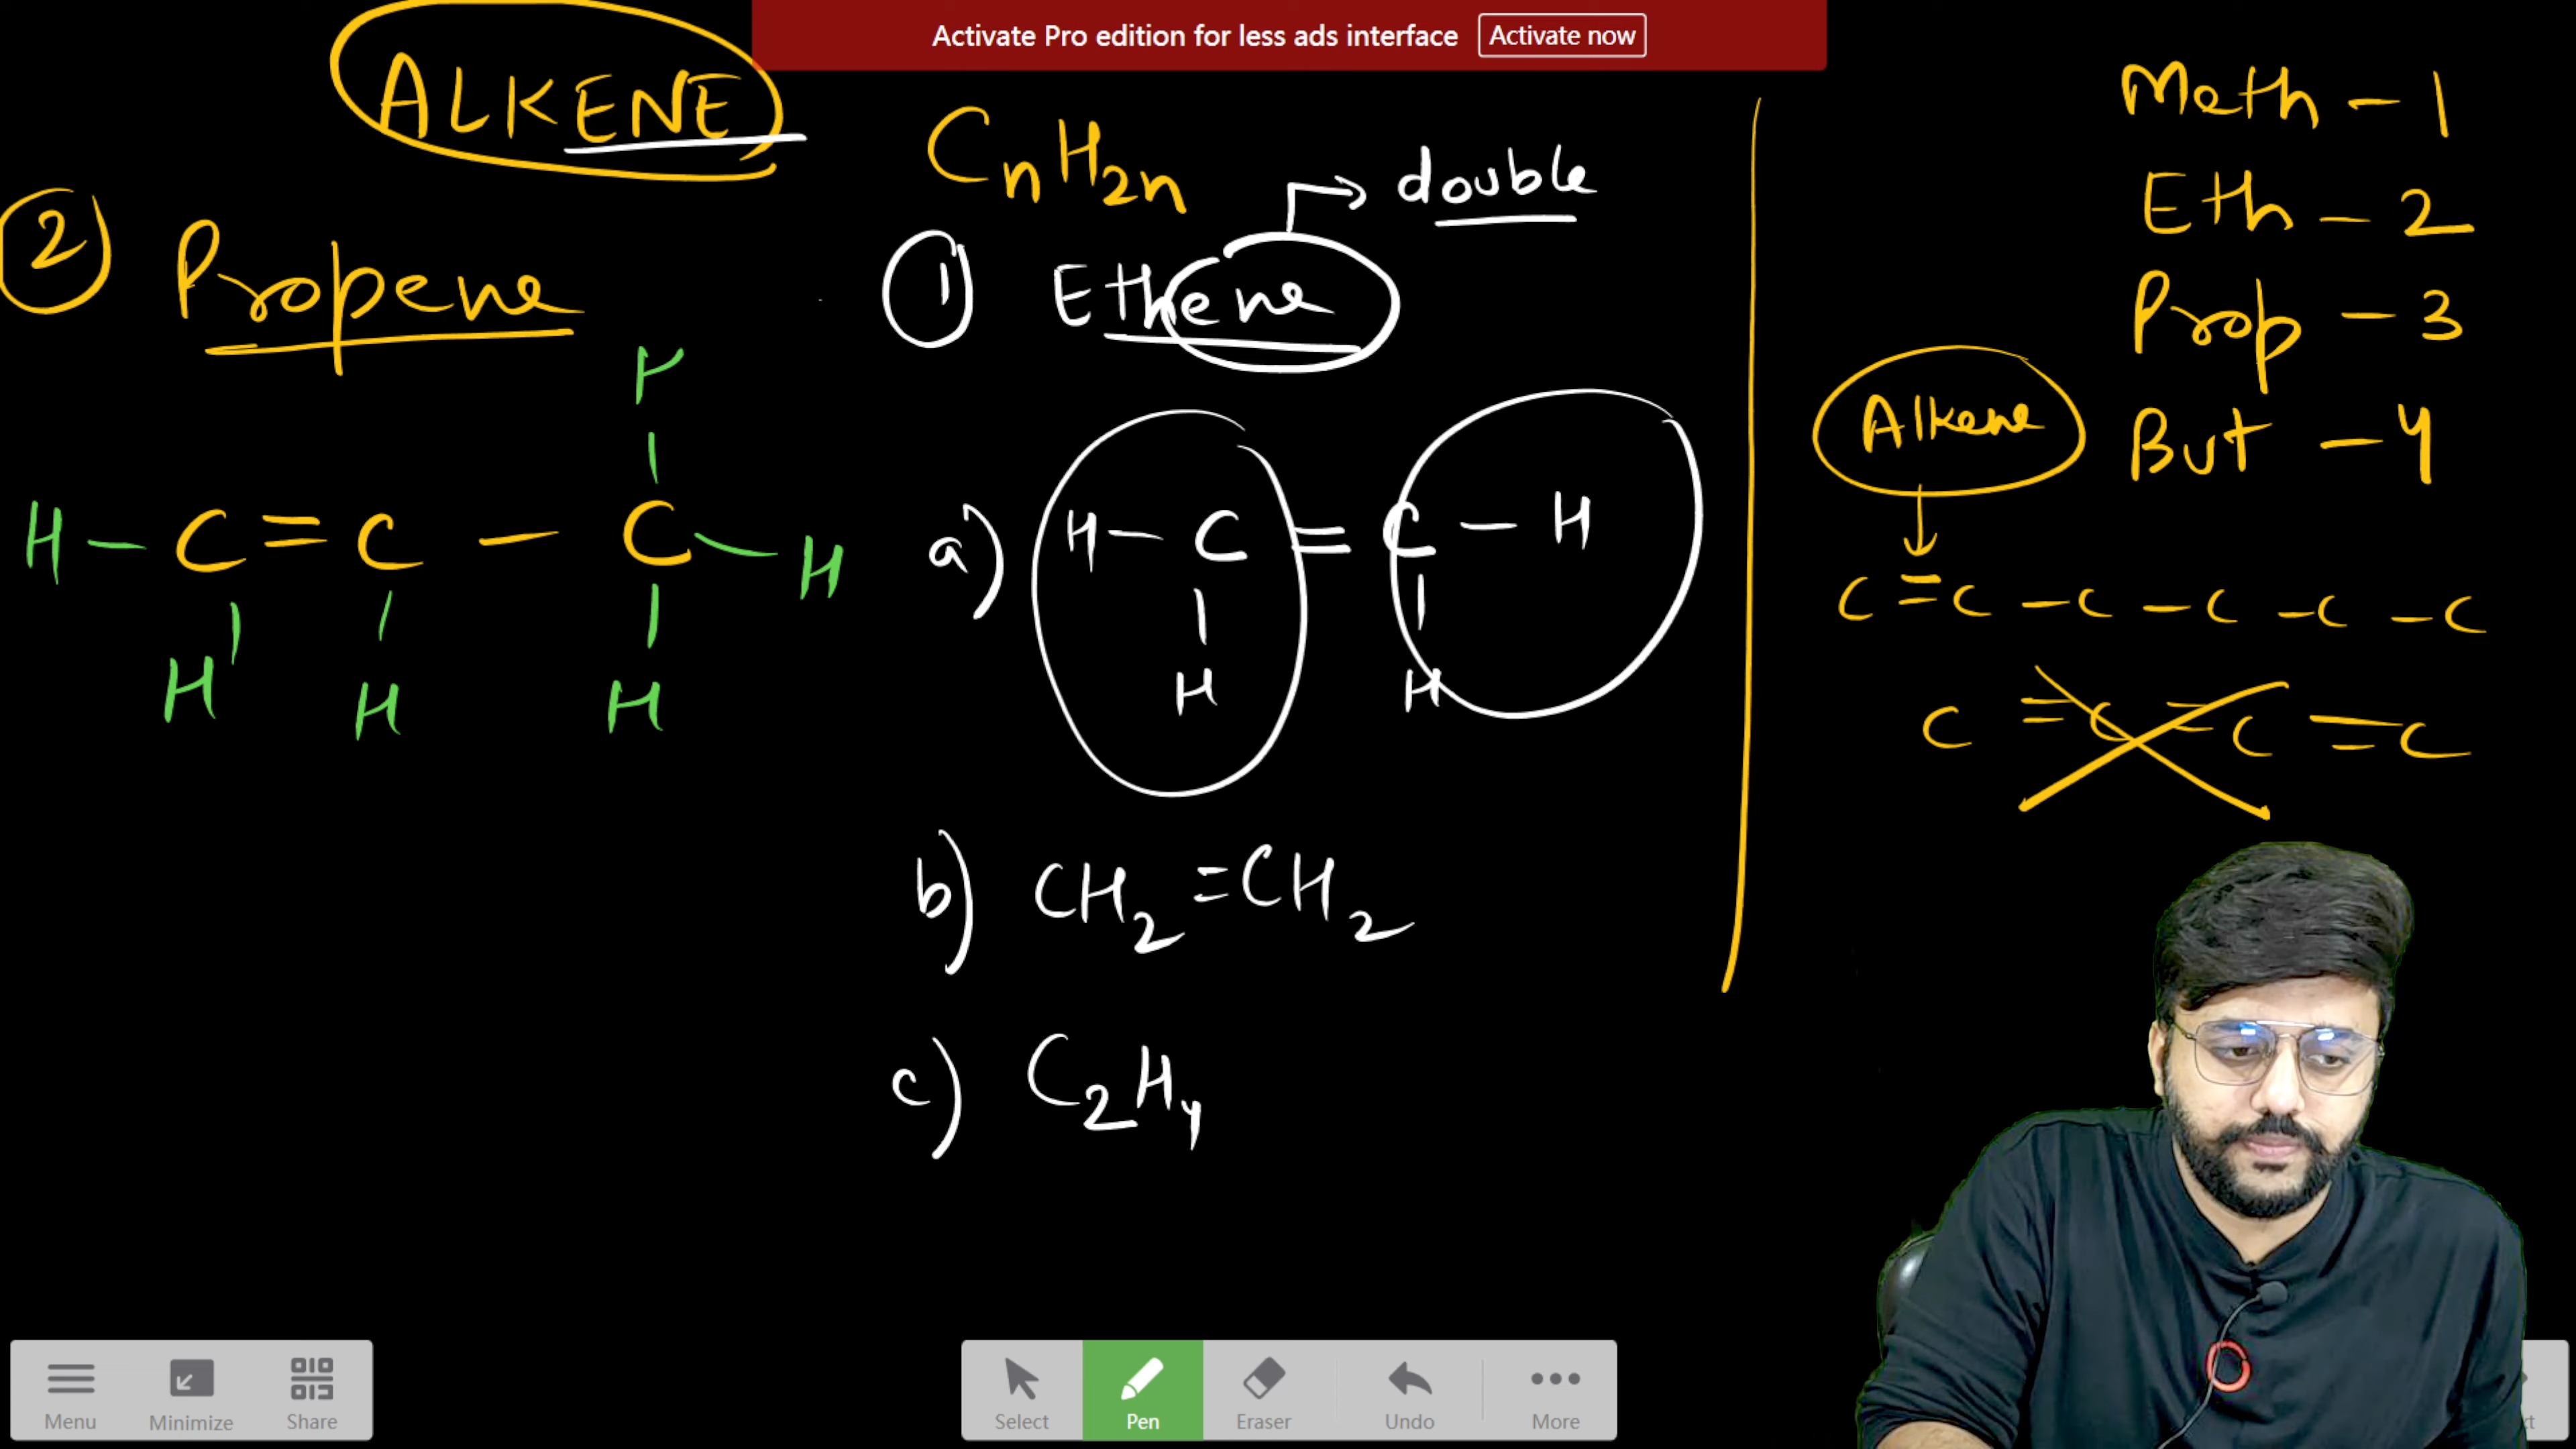 Activate Pro edition for less ads interface Activate now
ALKENE
CnH2n
double
2 Propene
1 Ethene
H
H - C = C - C - H
H H H
a) H - C = C - H
H H
b) CH2 = CH2
c) C2H4
Meth - 1
Eth - 2
Prop - 3
But - 4
Alkene
C = C - C - C - C - C
C = C = C = C
Menu Minimize Share
Select Pen Eraser Undo More